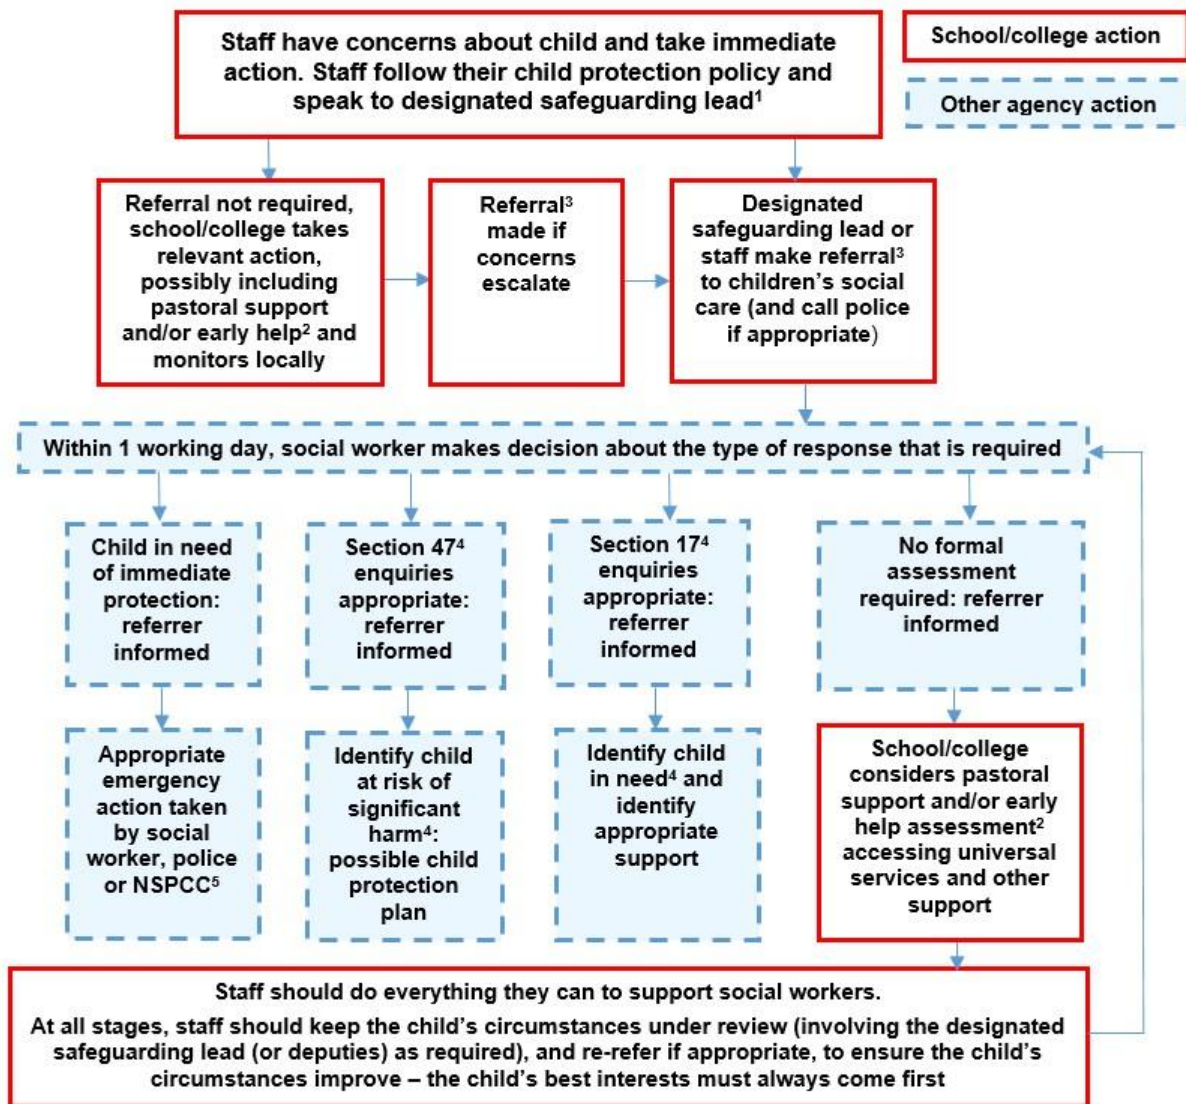 Staff have concerns about child and take immediate
action. Staff follow their child protection policy and
speak to designated safeguarding lead¹
School/college action
Other agency action
Referral not required,
school/college takes
relevant action,
possibly including
pastoral support
and/or early help² and
monitors locally
Referral³
made if
concerns
escalate
Designated
safeguarding lead or
staff make referral³
to children’s social
care (and call police
if appropriate)
Within 1 working day, social worker makes decision about the type of response that is required
Child in need
of immediate
protection:
referrer
informed
Section 47⁴
enquiries
appropriate:
referrer
informed
Section 17⁴
enquiries
appropriate:
referrer
informed
No formal
assessment
required: referrer
informed
Appropriate
emergency
action taken
by social
worker, police
or NSPCC⁵
Identify child
at risk of
significant
harm⁴:
possible child
protection
plan
Identify child
in need⁴ and
identify
appropriate
support
School/college
considers pastoral
support and/or early
help assessment²
accessing universal
services and other
support
Staff should do everything they can to support social workers.
At all stages, staff should keep the child’s circumstances under review (involving the designated
safeguarding lead (or deputies) as required), and re-refer if appropriate, to ensure the child’s
circumstances improve – the child’s best interests must always come first